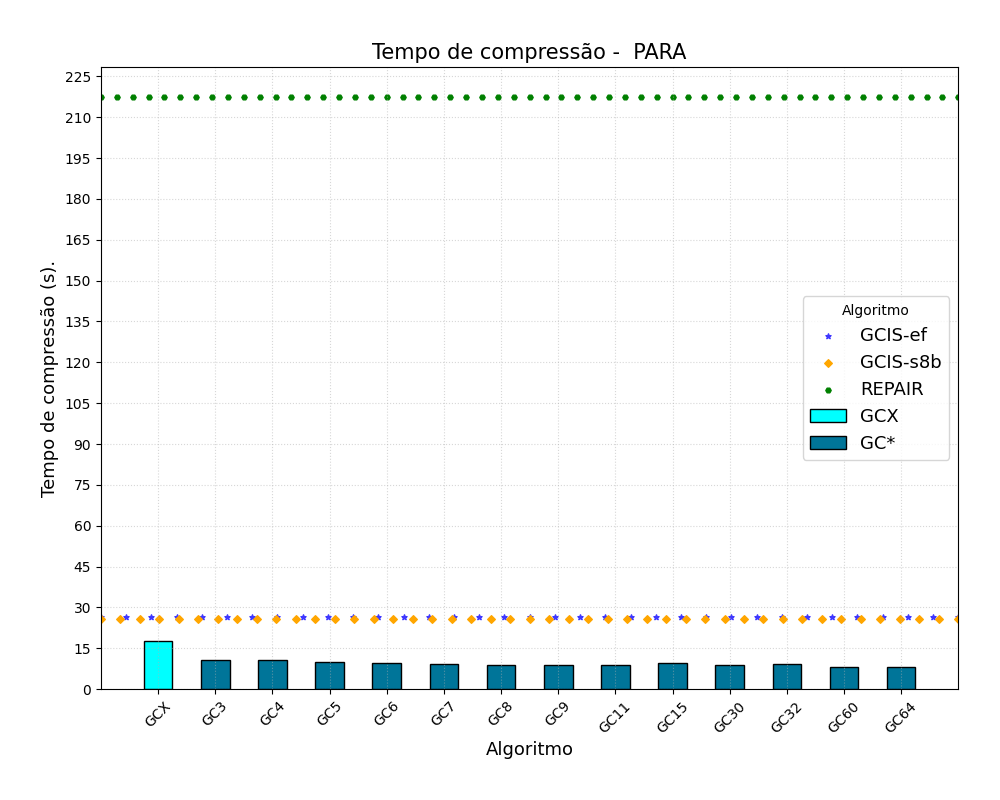 Tempo de compressão -  PARA
Tempo de compressão (s).
225
210
195
180
165
150
135
120
105
90
75
60
45
30
15
0
Algoritmo
GCIS-ef
GCIS-s8b
REPAIR
GCX
GC*
GCX GC3 GC4 GC5 GC6 GC7 GC8 GC9 GC11 GC15 GC30 GC32 GC60 GC64
Algoritmo